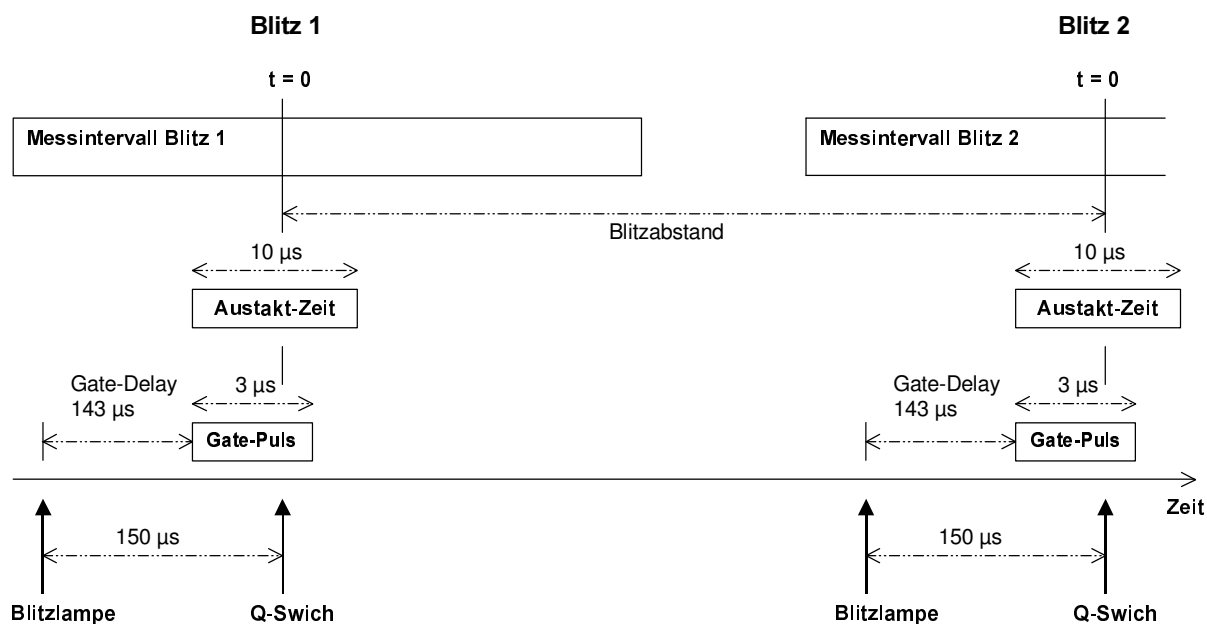 Blitz 1
Blitz 2
t = 0
t = 0
Messintervall Blitz 1
Messintervall Blitz 2
Blitzabstand
10 µs
10 µs
Austakt-Zeit
Austakt-Zeit
Gate-Delay
143 µs
3 µs
Gate-Delay
143 µs
3 µs
Gate-Puls
Gate-Puls
Zeit
150 µs
150 µs
Blitzlampe
Q-Swich
Blitzlampe
Q-Swich